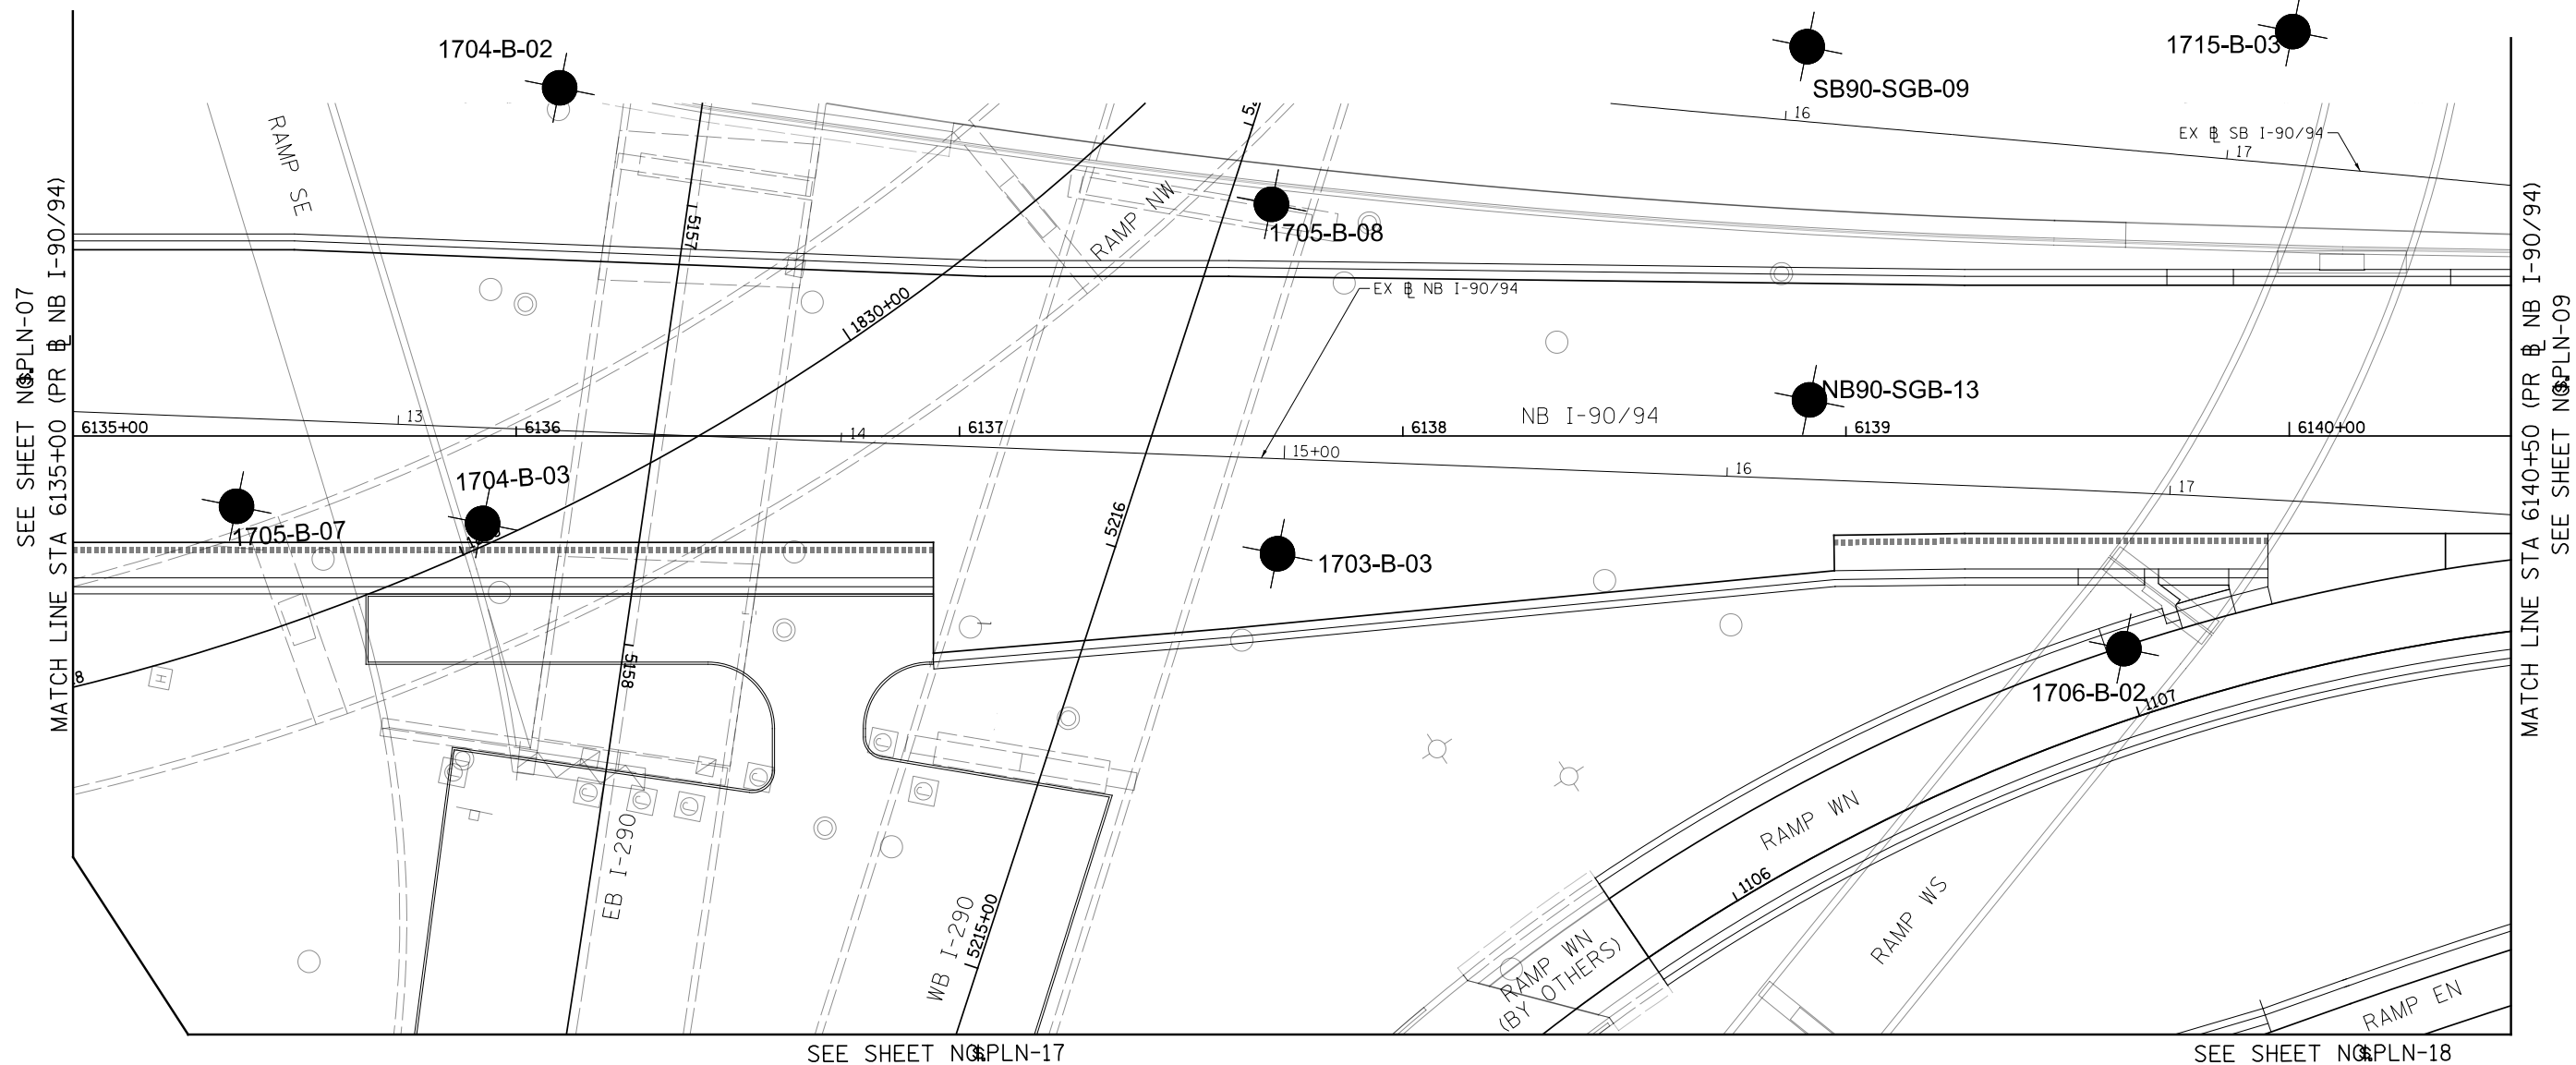 1704-B-02
1715-B-03
SB90-SGB-09
16
EX BL SB I-90/94
17
RAMP SE
5157
RAMP NW
1705-B-08
EX BL NB I-90/94
1830+00
NB90-SGB-13
NB I-90/94
13
14
15+00
16
17
6135+00
6136
6137
6138
6139
6140+00
1704-B-03
1705-B-07
1703-B-03
5216
5158
1706-B-02
1107
1106
H
8
EB I-290
WB I-290
5215+00
RAMP WN
RAMP WN
(BY OTHERS)
RAMP WS
RAMP EN
SEE SHEET NO. PLN-07
MATCH LINE STA 6135+00 (PR BL NB I-90/94)
MATCH LINE STA 6140+50 (PR BL NB I-90/94)
SEE SHEET NO. PLN-09
SEE SHEET NO. PLN-17
SEE SHEET NO. PLN-18